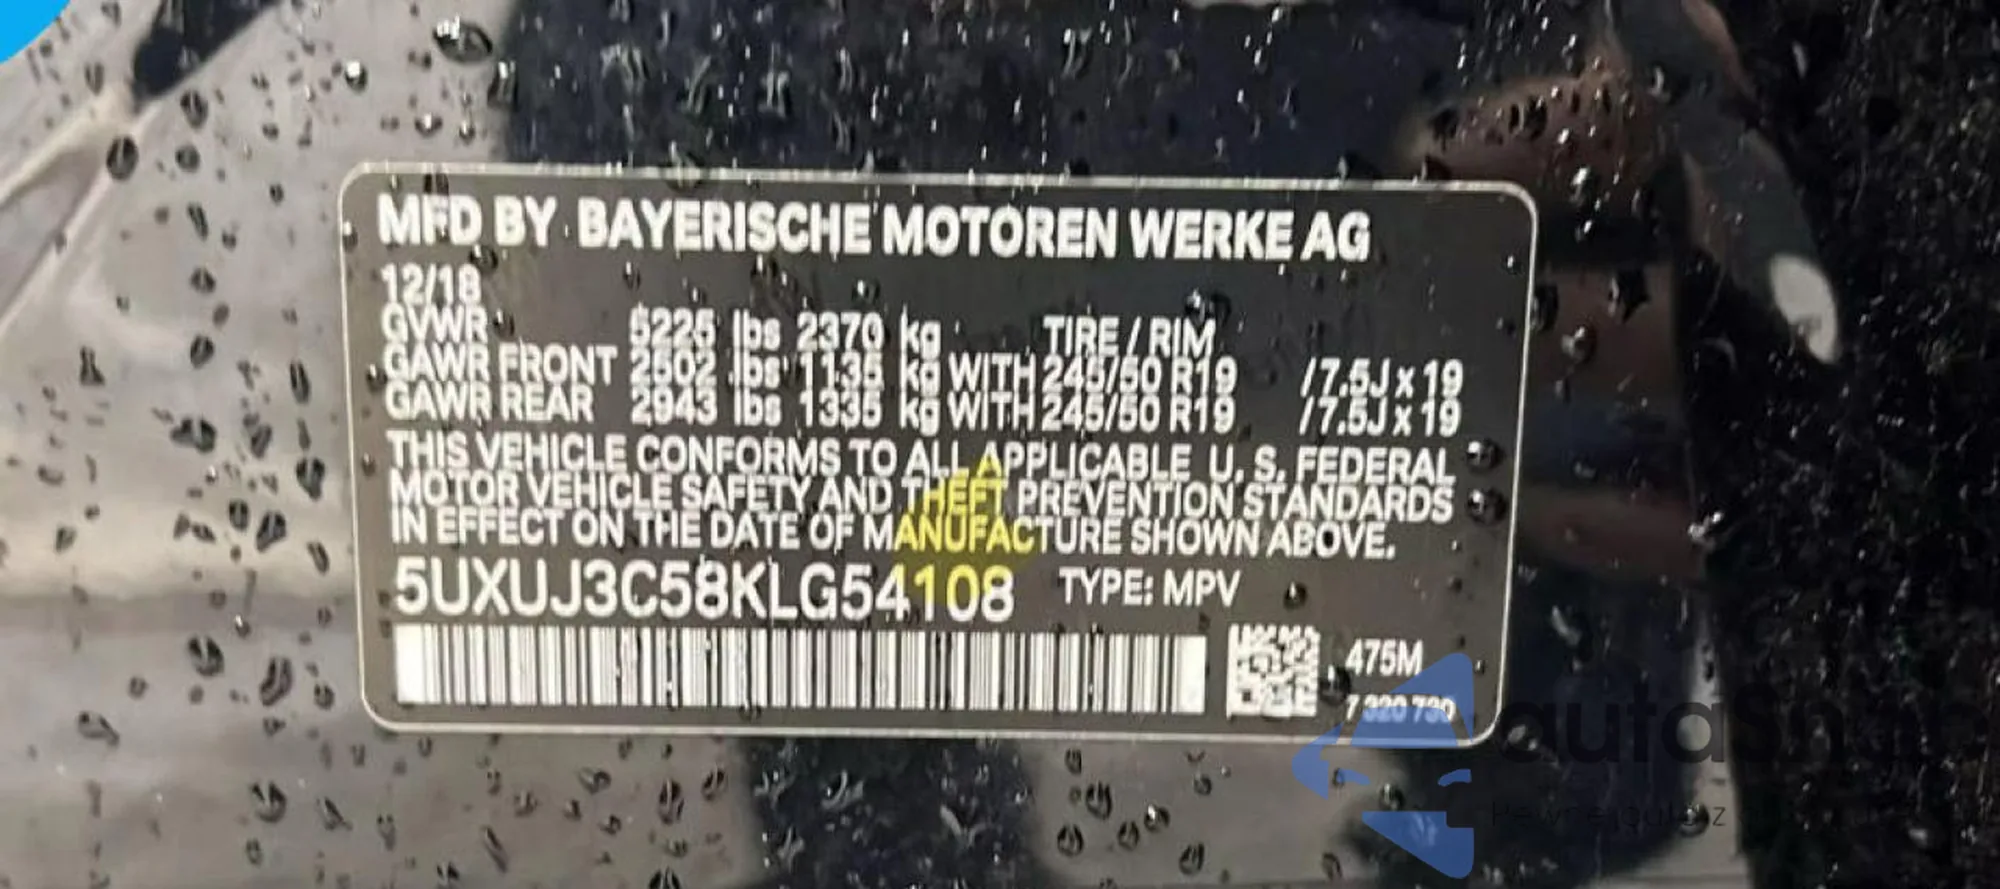 MFD BY BAYERISCHE MOTOREN WERKE AG
12/18
GVWR 5225 lbs 2370 kg TIRE / RIM
GAWR FRONT 2502 lbs 1135 kg WITH 245/50 R19 /7.5J x 19
GAWR REAR 2943 lbs 1335 kg WITH 245/50 R19 /7.5J x 19
THIS VEHICLE CONFORMS TO ALL APPLICABLE U. S. FEDERAL
MOTOR VEHICLE SAFETY AND THEFT PREVENTION STANDARDS
IN EFFECT ON THE DATE OF MANUFACTURE SHOWN ABOVE.
5UXUJ3C58KLG54108 TYPE: MPV
475M
7 320 730